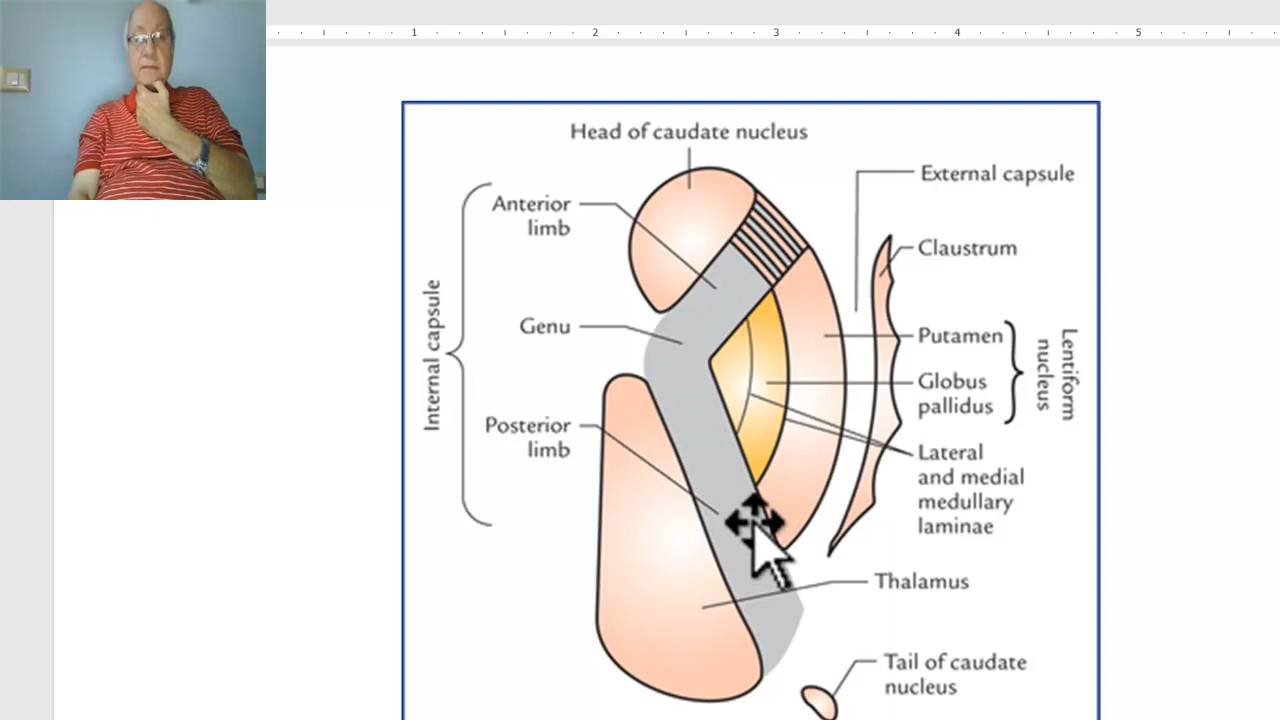 1 2 3 4 5
Head of caudate nucleus
External capsule
Anterior
limb
Claustrum
Internal capsule
Genu
Putamen
Globus
pallidus
Lentiform
nucleus
Posterior
limb
Lateral
and medial
medullary
laminae
Thalamus
Tail of caudate
nucleus